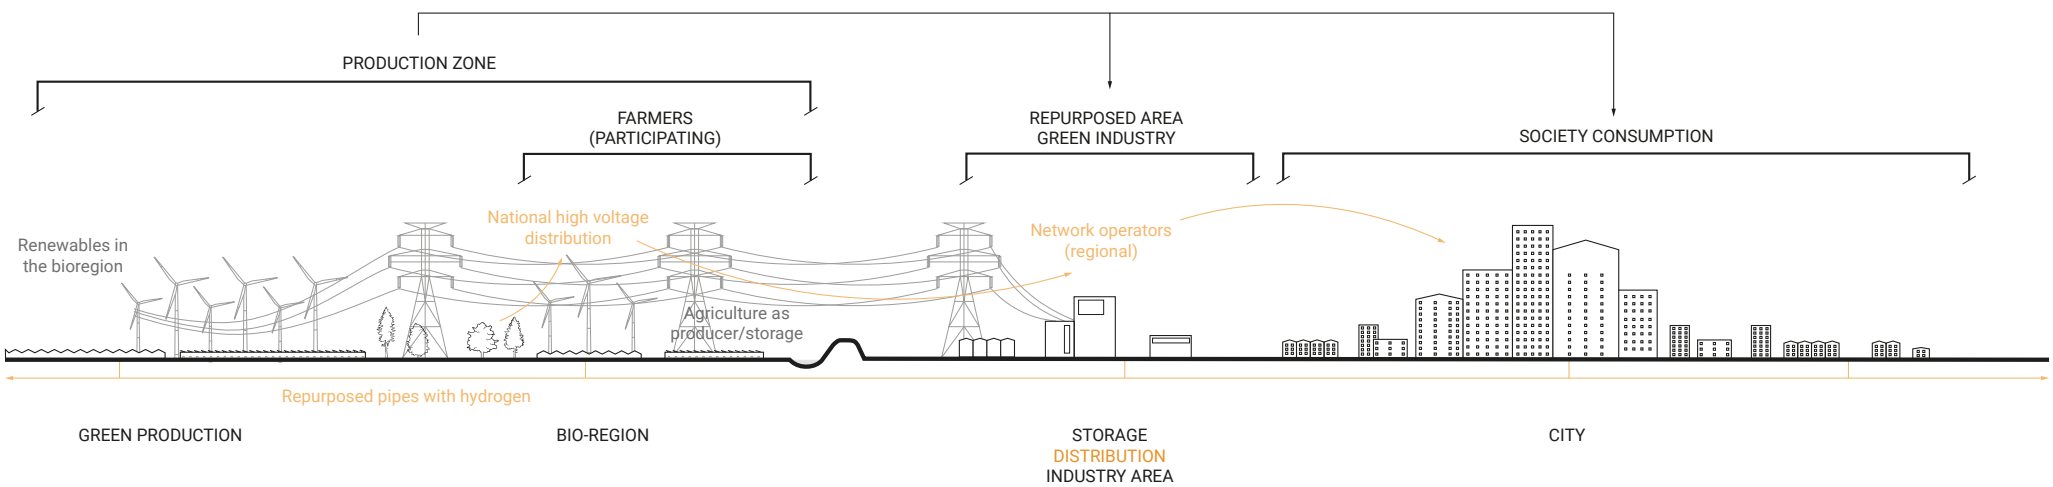 PRODUCTION ZONE
FARMERS
(PARTICIPATING)
REPURPOSED AREA
GREEN INDUSTRY
SOCIETY CONSUMPTION
National high voltage
distribution
Renewables in
the bioregion
Network operators
(regional)
Agriculture as
producer/storage
Repurposed pipes with hydrogen
GREEN PRODUCTION
BIO-REGION
STORAGE
DISTRIBUTION
INDUSTRY AREA
CITY